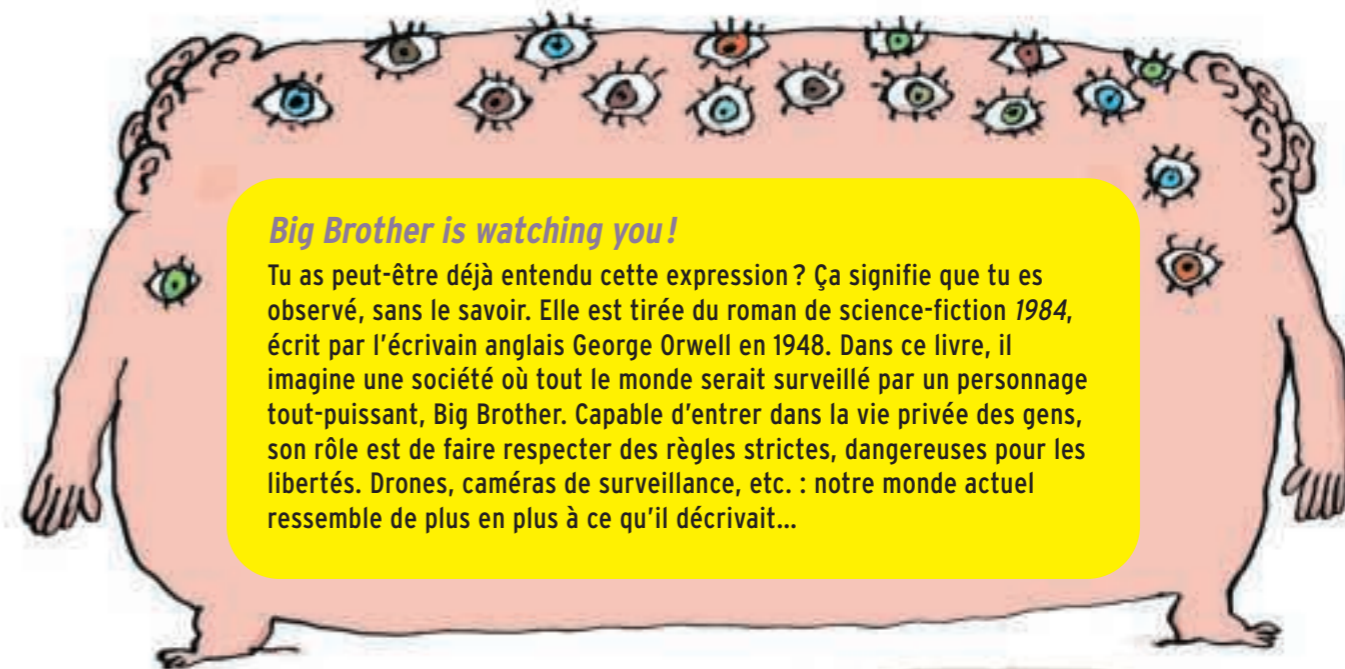 Big Brother is watching you !
Tu as peut-être déjà entendu cette expression ? Ça signifie que tu es
observé, sans le savoir. Elle est tirée du roman de science-fiction 1984,
écrit par l'écrivain anglais George Orwell en 1948. Dans ce livre, il
imagine une société où tout le monde serait surveillé par un personnage
tout-puissant, Big Brother. Capable d'entrer dans la vie privée des gens,
son rôle est de faire respecter des règles strictes, dangereuses pour les
libertés. Drones, caméras de surveillance, etc. : notre monde actuel
ressemble de plus en plus à ce qu'il décrivait...